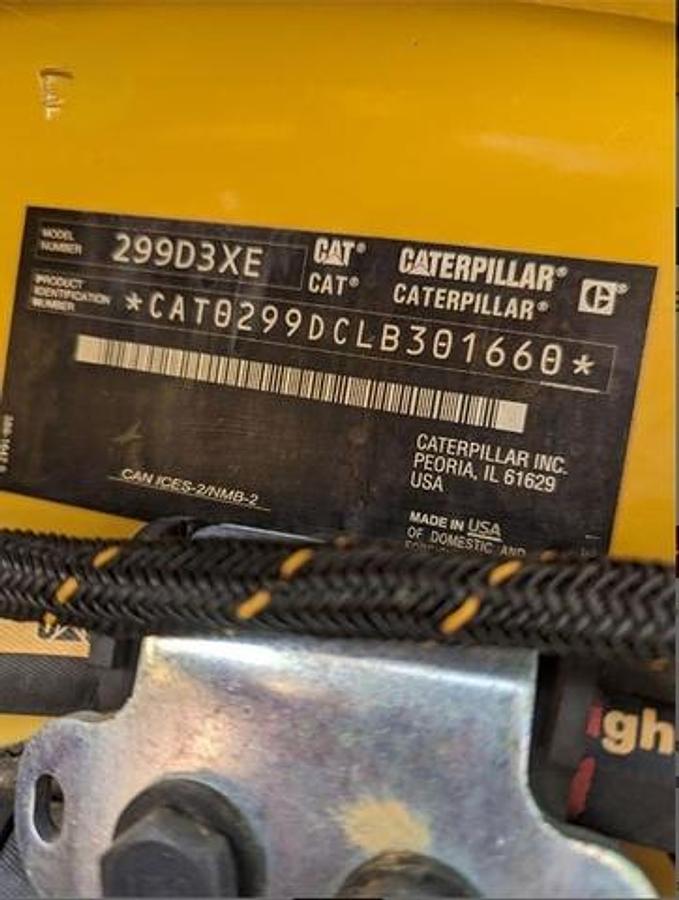 MODEL NUMBER 299D3XE
CAT® CATERPILLAR® C®
CAT® CATERPILLAR®
PRODUCT IDENTIFICATION NUMBER *CAT0299DCLB301660*
CATERPILLAR INC.
PEORIA, IL 61629
USA
CAN ICES-2/NMB-2
MADE IN USA
OF DOMESTIC AND
gh